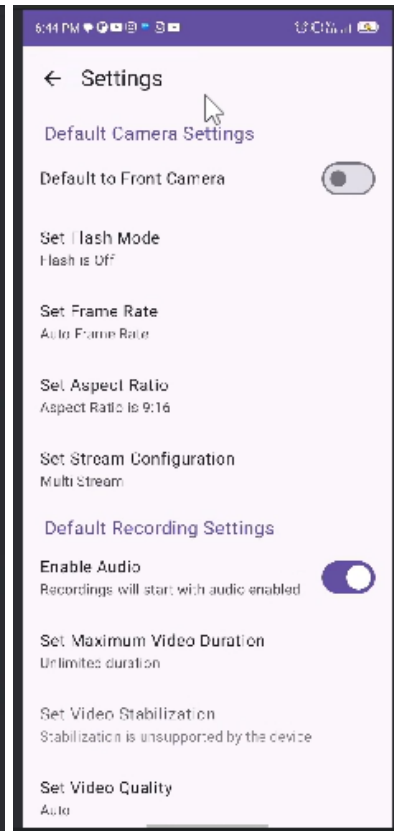 6:44 PM
Settings
Default Camera Settings
Default to Front Camera
Set Flash Mode
Flash is Off
Set Frame Rate
Auto Frame Rate
Set Aspect Ratio
Aspect Ratio is 9:16
Set Stream Configuration
Multi Stream
Default Recording Settings
Enable Audio
Recordings will start with audio enabled
Set Maximum Video Duration
Unlimited duration
Set Video Stabilization
Stabilization is unsupported by the device
Set Video Quality
Auto